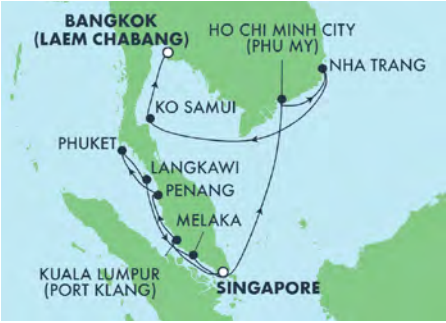 BANGKOK
(LAEM CHABANG)
HO CHI MINH CITY
(PHU MY)
NHA TRANG
KO SAMUI
PHUKET
LANGKAWI
PENANG
MELAKA
KUALA LUMPUR
(PORT KLANG)
SINGAPORE